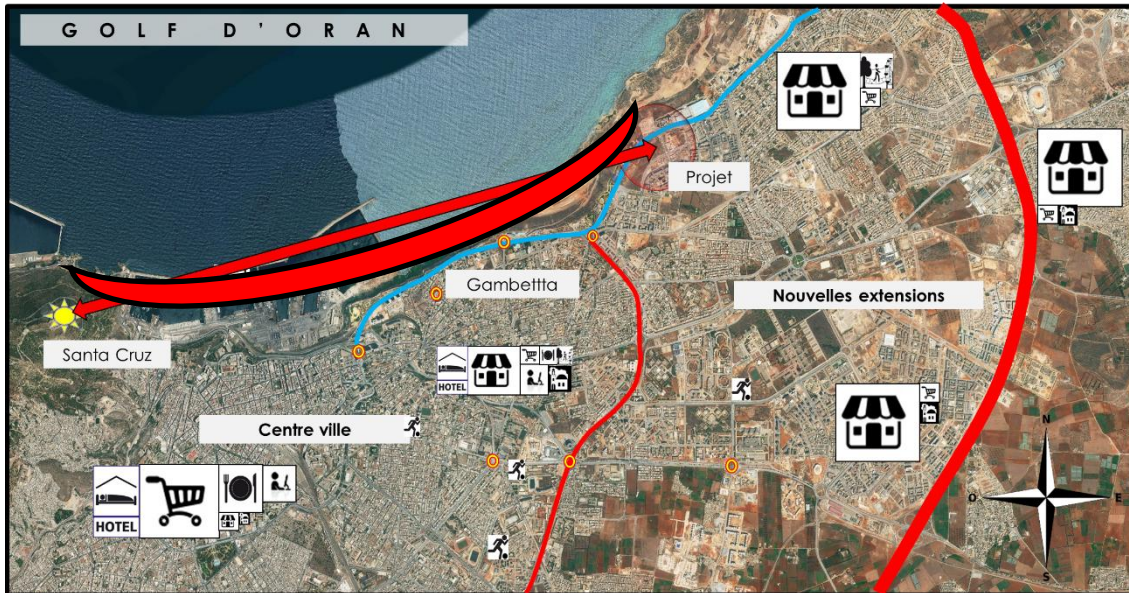 GOLF D'ORAN
Projet
Gambettta
Nouvelles extensions
Santa Cruz
HOTEL
Centre ville
HOTEL
N
O
E
S